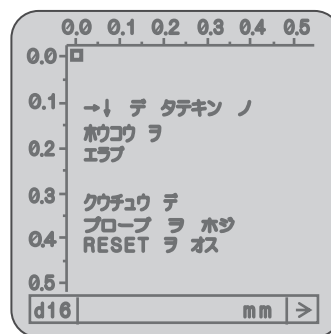 0.0 0.1 0.2 0.3 0.4 0.5
0.0
0.1
→↓ デ タテキン ノ
ホウコウ ヲ
0.2
エラブ
0.3
クウチュウ デ
プローブ ヲ ホジ
0.4
RESET ヲ オス
0.5
d16 mm >